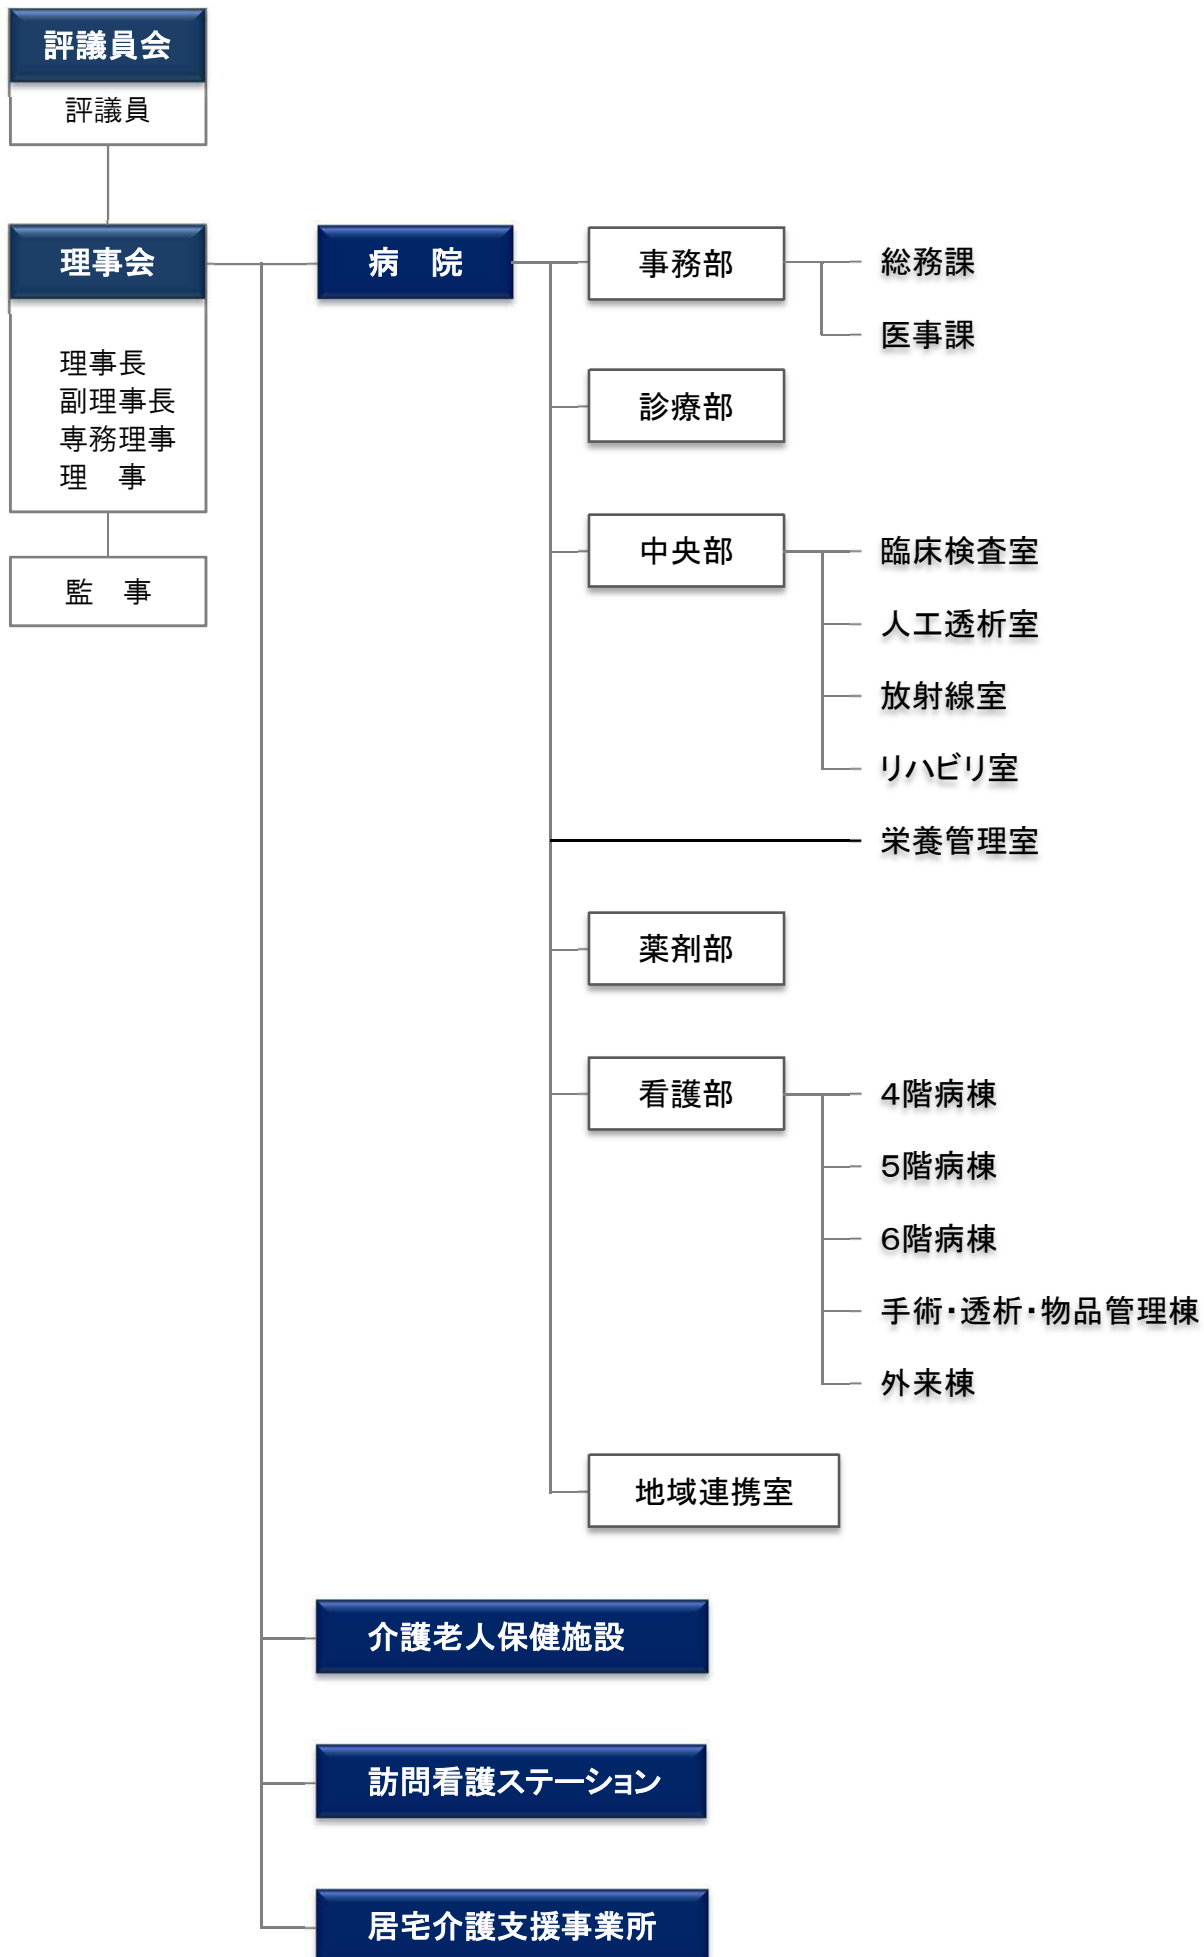 評議員会
評議員
理事会
理事長
副理事長
専務理事
理　事
監　事
病　院
事務部
総務課
医事課
診療部
中央部
臨床検査室
人工透析室
放射線室
リハビリ室
栄養管理室
薬剤部
看護部
4階病棟
5階病棟
6階病棟
手術・透析・物品管理棟
外来棟
地域連携室
介護老人保健施設
訪問看護ステーション
居宅介護支援事業所